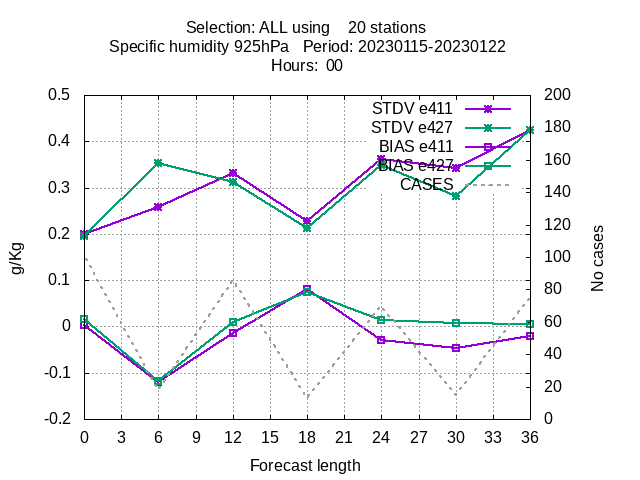 Selection: ALL using    20 stations
Specific humidity 925hPa   Period: 20230115-20230122
Hours:  00
0.5 200
STDV e411
180
STDV e427
0.4
BIAS e411
160
BIAS e427
0.3 CASES
140
0.2 120
g/Kg
No cases
100
0.1
80
0 60
40
-0.1
20
-0.2 0
0 3 6 9 12 15 18 21 24 27 30 33 36
Forecast length